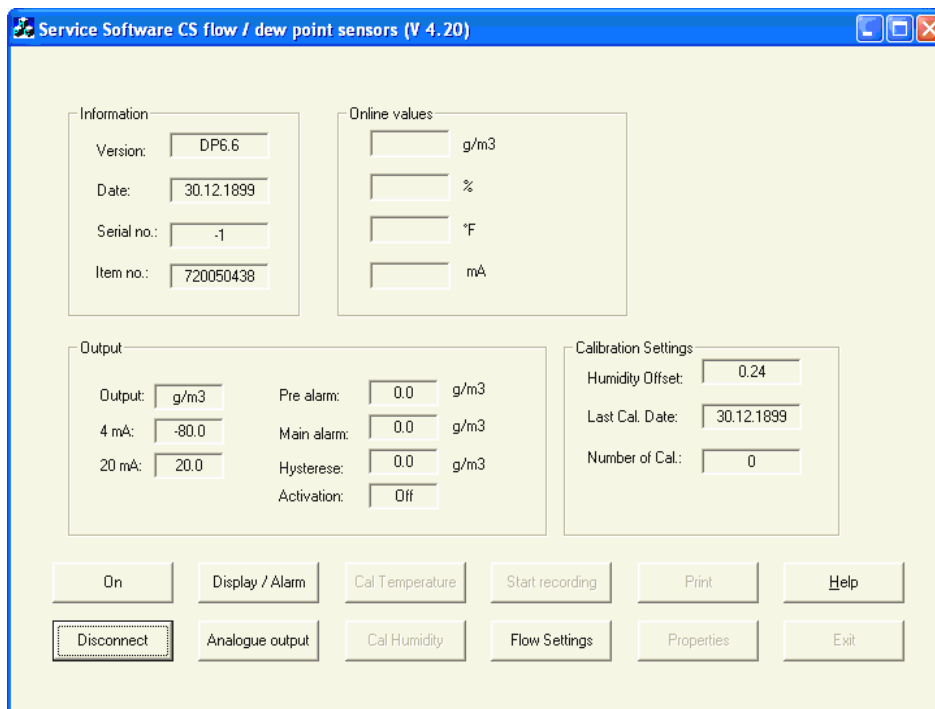 Service Software CS flow / dew point sensors (V 4.20)
Information
Version: DP6.6
Date: 30.12.1899
Serial no.: -1
Item no.: 720050438
Online values
g/m3
%
°F
mA
Output
Output: g/m3
4 mA: -80.0
20 mA: 20.0
Pre alarm: 0.0 g/m3
Main alarm: 0.0 g/m3
Hysterese: 0.0 g/m3
Activation: Off
Calibration Settings
Humidity Offset: 0.24
Last Cal. Date: 30.12.1899
Number of Cal.: 0
On Display / Alarm Cal Temperature Start recording Print Help
Disconnect Analogue output Cal Humidity Flow Settings Properties Exit